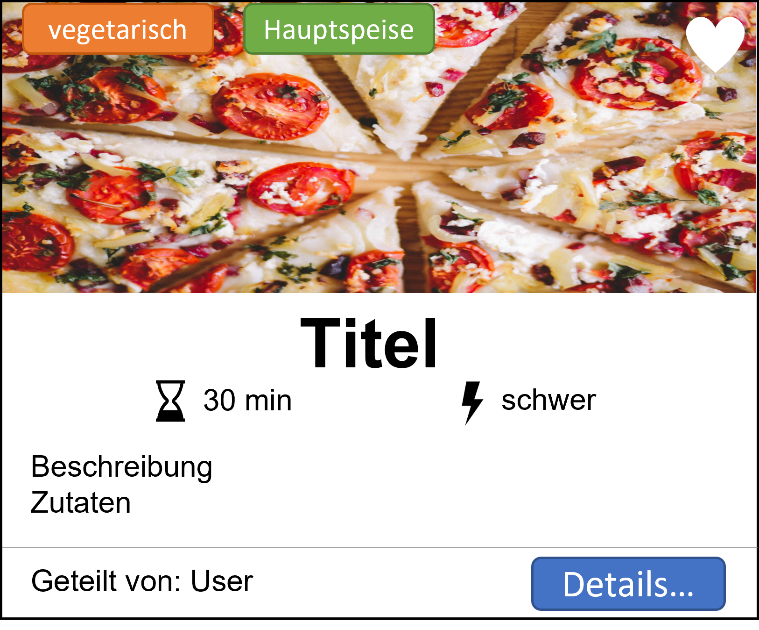 vegetarisch Hauptspeise
Titel
30 min schwer
Beschreibung
Zutaten
Geteilt von: User Details...